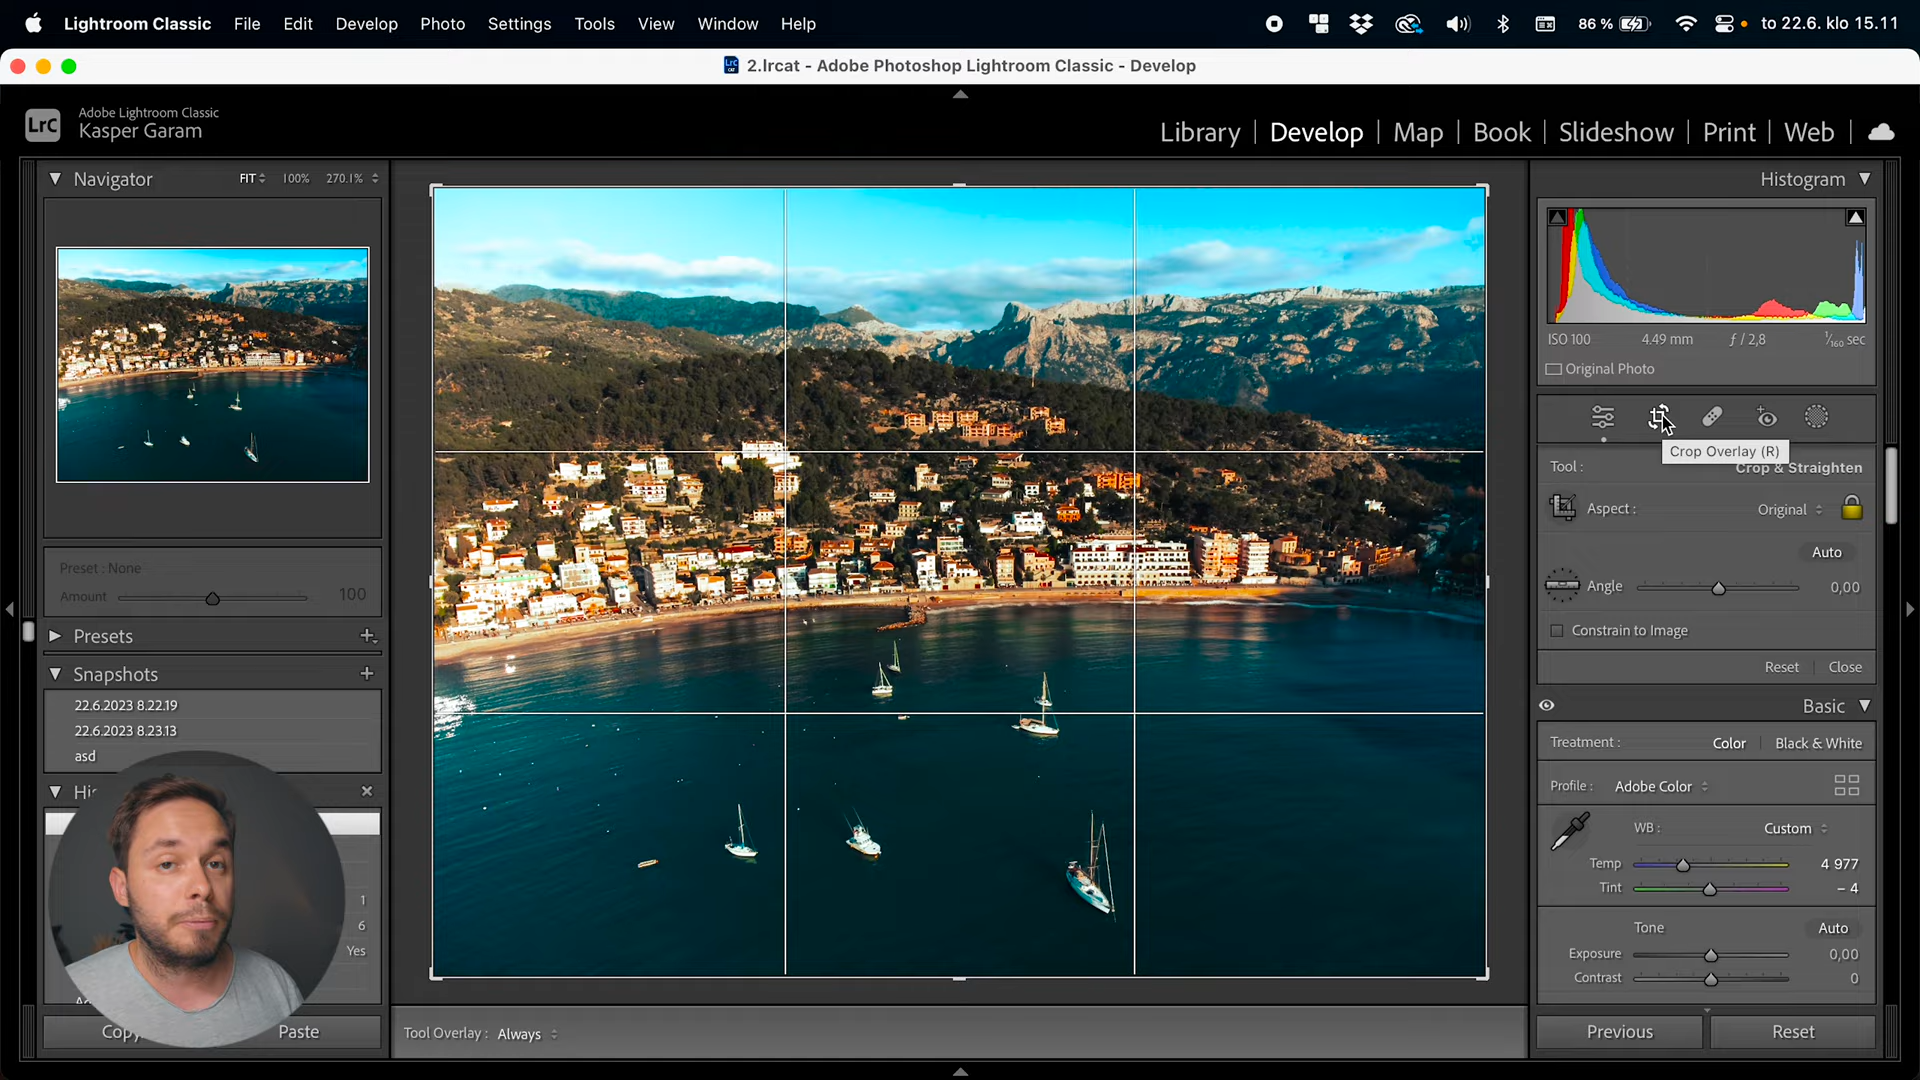 Lightroom Classic File Edit Develop Photo Settings Tools View Window Help 86 % to 22.6. klo 15.11
2.lrcat - Adobe Photoshop Lightroom Classic - Develop
LrC Adobe Lightroom Classic
Kasper Garam
Library | Develop | Map | Book | Slideshow | Print | Web
Navigator FIT 100% 270.1%
Preset : None
Amount 100
Presets
Snapshots
22.6.2023 8.22.19
22.6.2023 8.23.13
asd
1
6
Yes
Paste
Tool Overlay : Always
Histogram
ISO 100 4.49 mm ƒ / 2,8 1/160 sec
Original Photo
Crop Overlay (R)
Tool : Crop & Straighten
Aspect : Original
Auto
Angle 0,00
Constrain to Image
Reset Close
Basic
Treatment : Color Black & White
Profile : Adobe Color
WB : Custom
Temp 4 977
Tint – 4
Tone Auto
Exposure 0,00
Contrast 0
Previous Reset